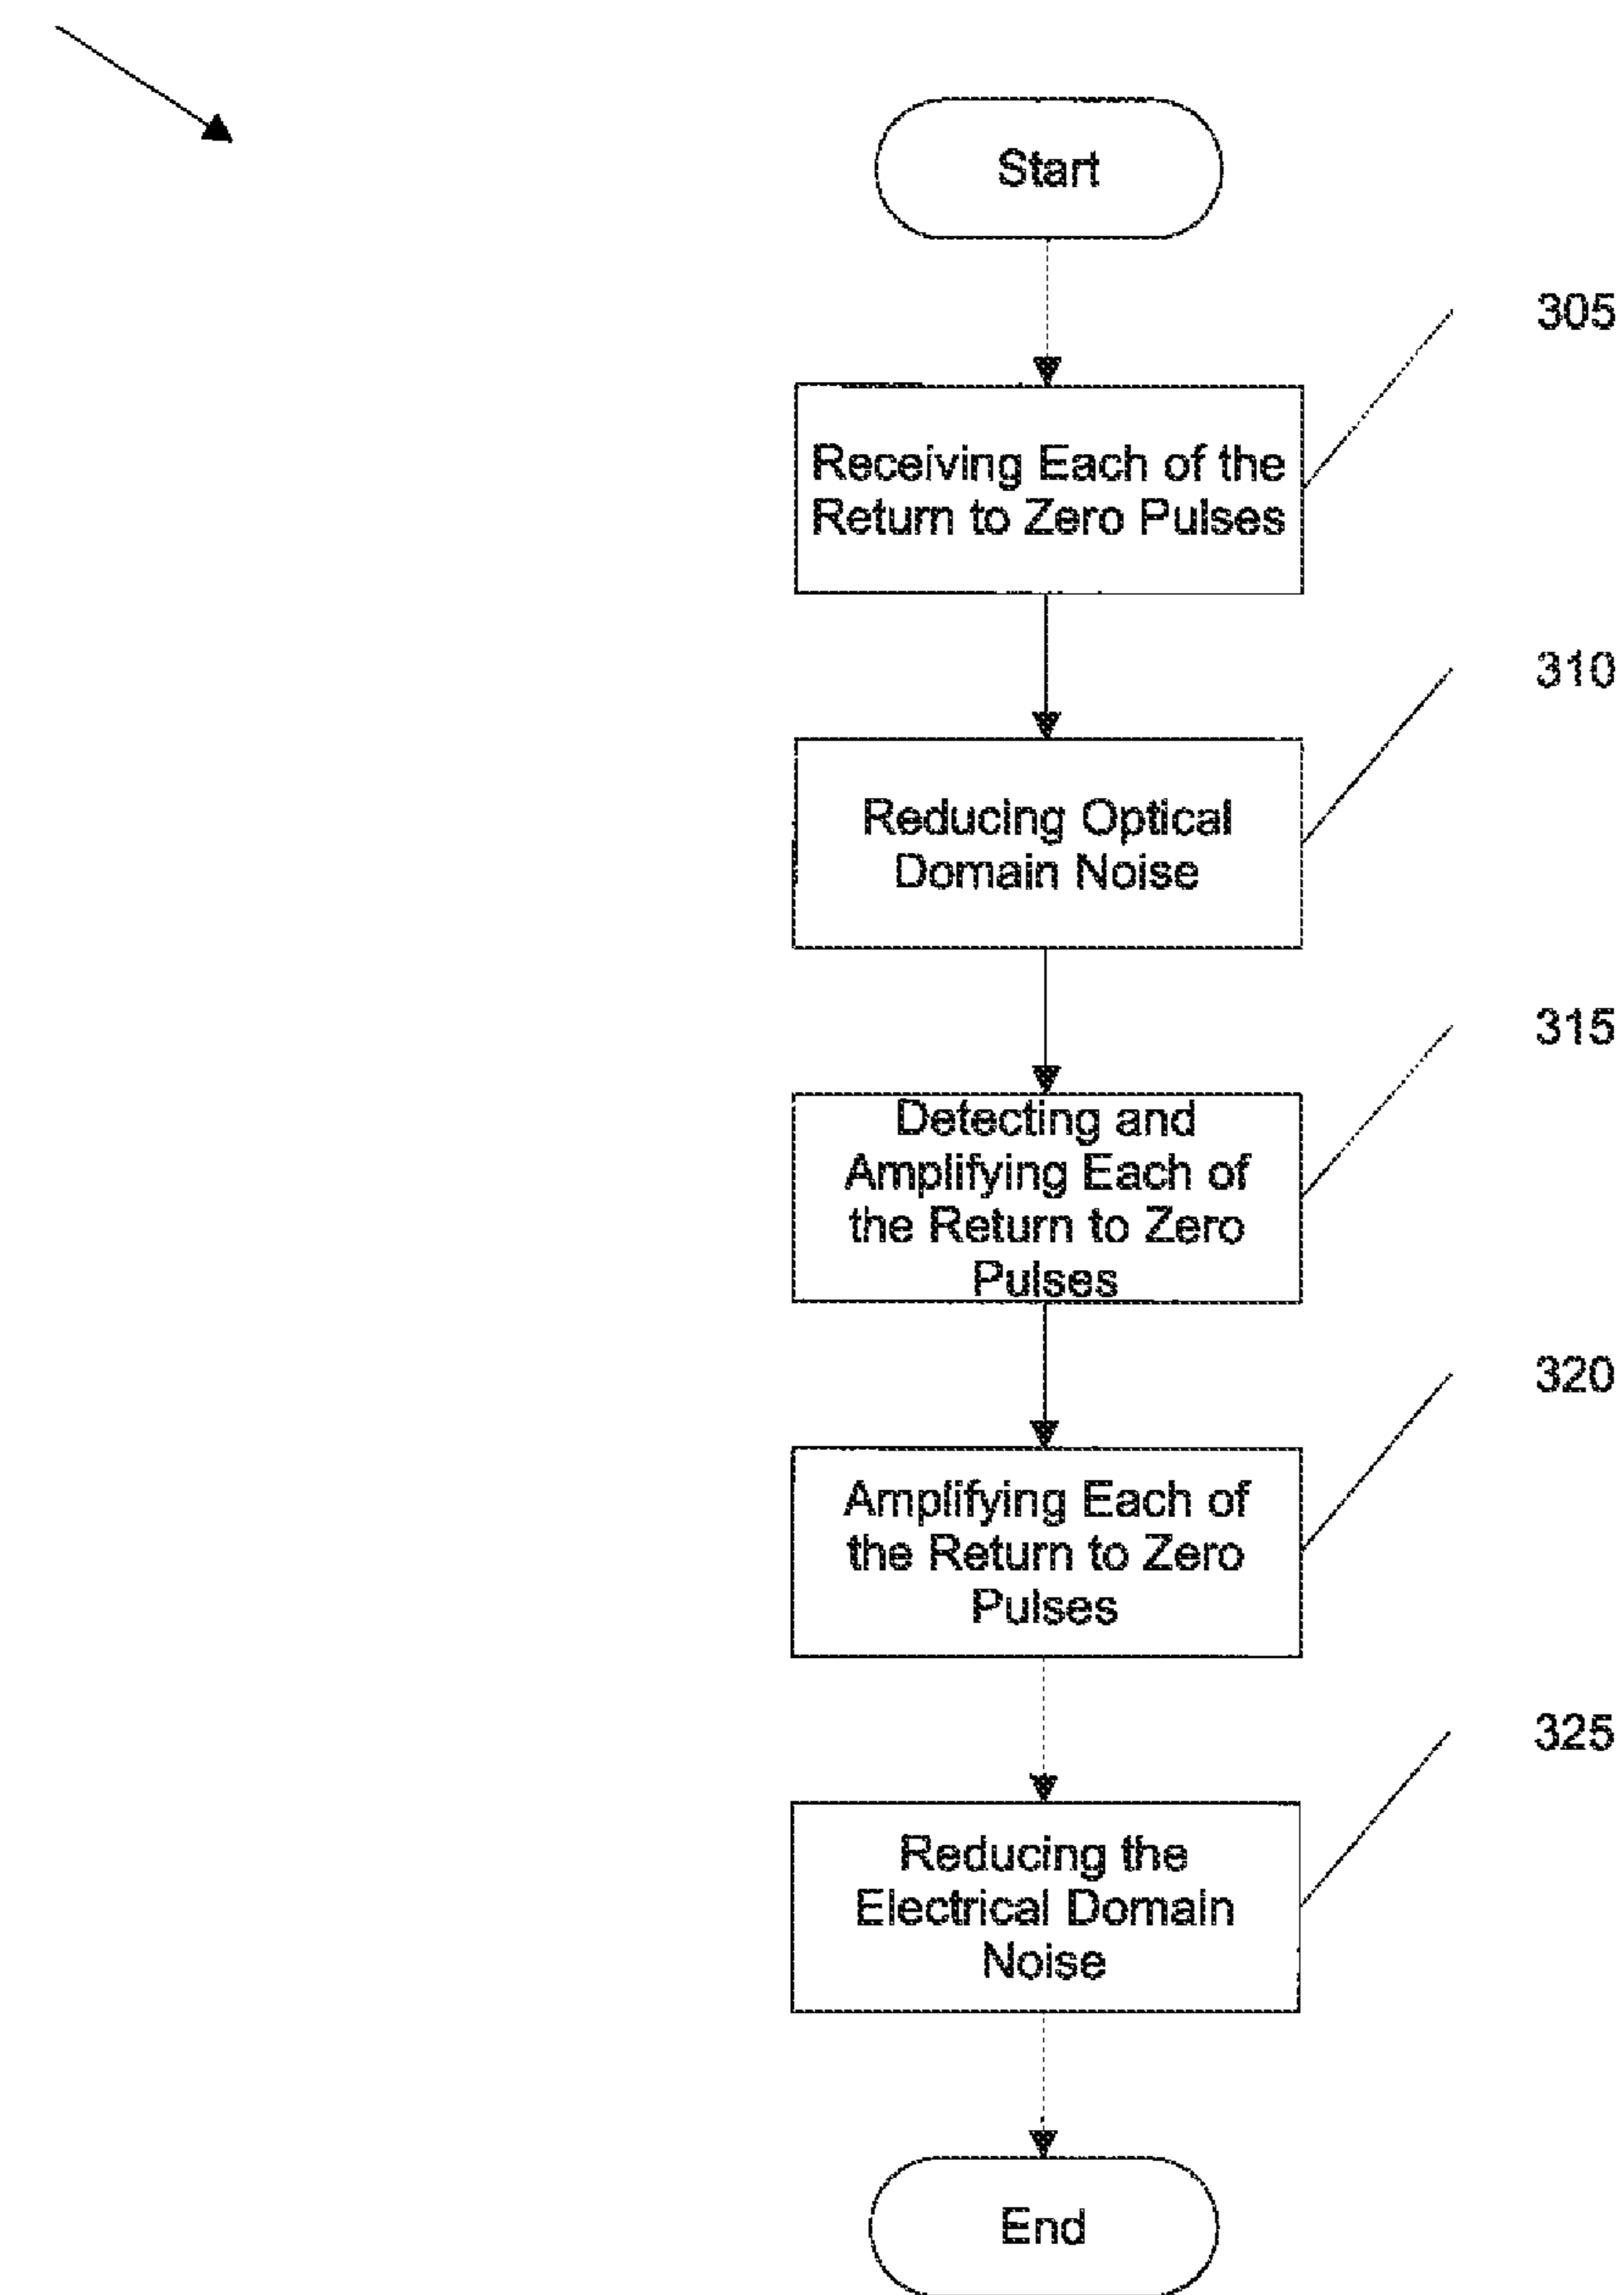 Start
305
Receiving Each of the
Return to Zero Pulses
310
Reducing Optical
Domain Noise
315
Detecting and
Amplifying Each of
the Return to Zero
Pulses
320
Amplifying Each of
the Return to Zero
Pulses
325
Reducing the
Electrical Domain
Noise
End